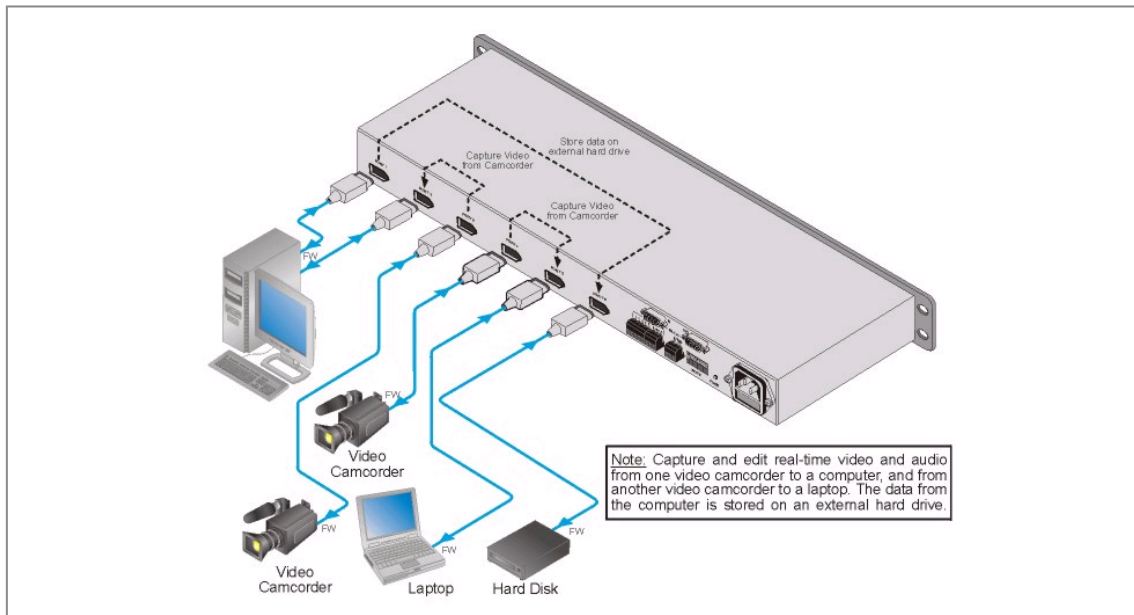 Store data on
external hard drive
Capture Video
from Camcorder
Capture Video
from Camcorder
FW
FW
Video
Camcorder
FW
Video
Camcorder
FW
Laptop
FW
Hard Disk
Note: Capture and edit real-time video and audio
from one video camcorder to a computer, and from
another video camcorder to a laptop. The data from
the computer is stored on an external hard drive.